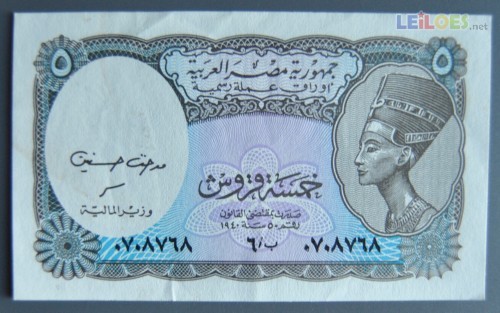 LEiLOES.net
٥ ٥
جمهورية مصر العربية
أوراق عملة رسمية
خمسة قروش
صدرت بمقتضى القانون
رقم ٥٠ سنة ١٩٤٠
مدحت حسنين
وزير المالية
٠٧٠٨٧٦٨ ب/٦ ٠٧٠٨٧٦٨